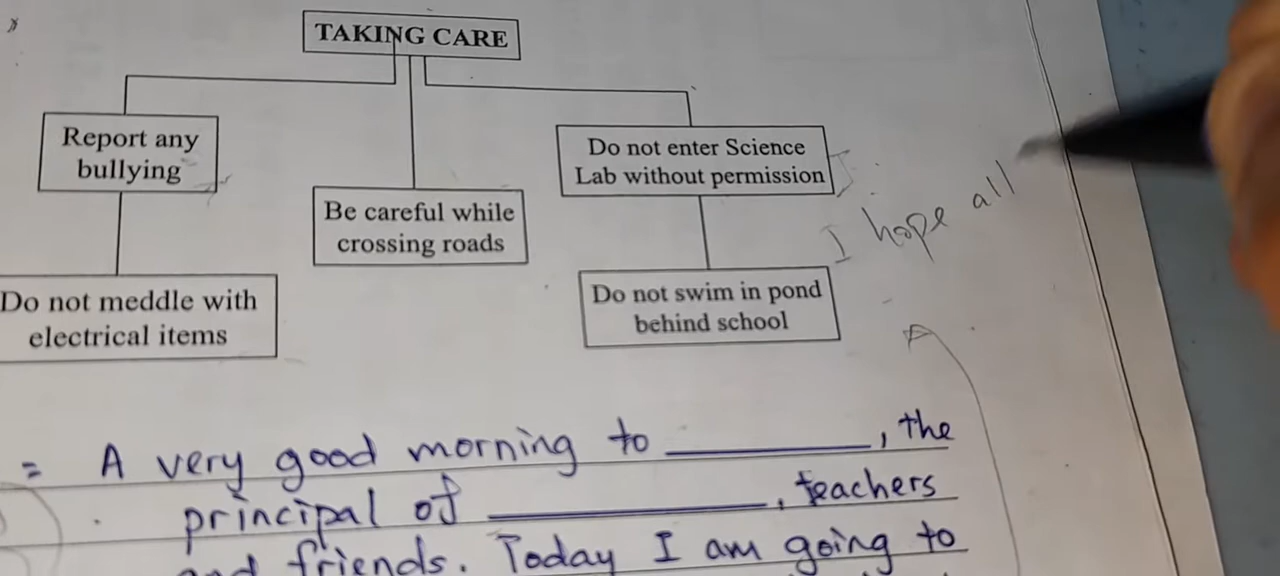 TAKING CARE
Report any
bullying
Be careful while
crossing roads
Do not enter Science
Lab without permission
I hope all
Do not meddle with
electrical items
Do not swim in pond
behind school
= A very good morning to ________, the
principal of ________, teachers
and friends. Today I am going to